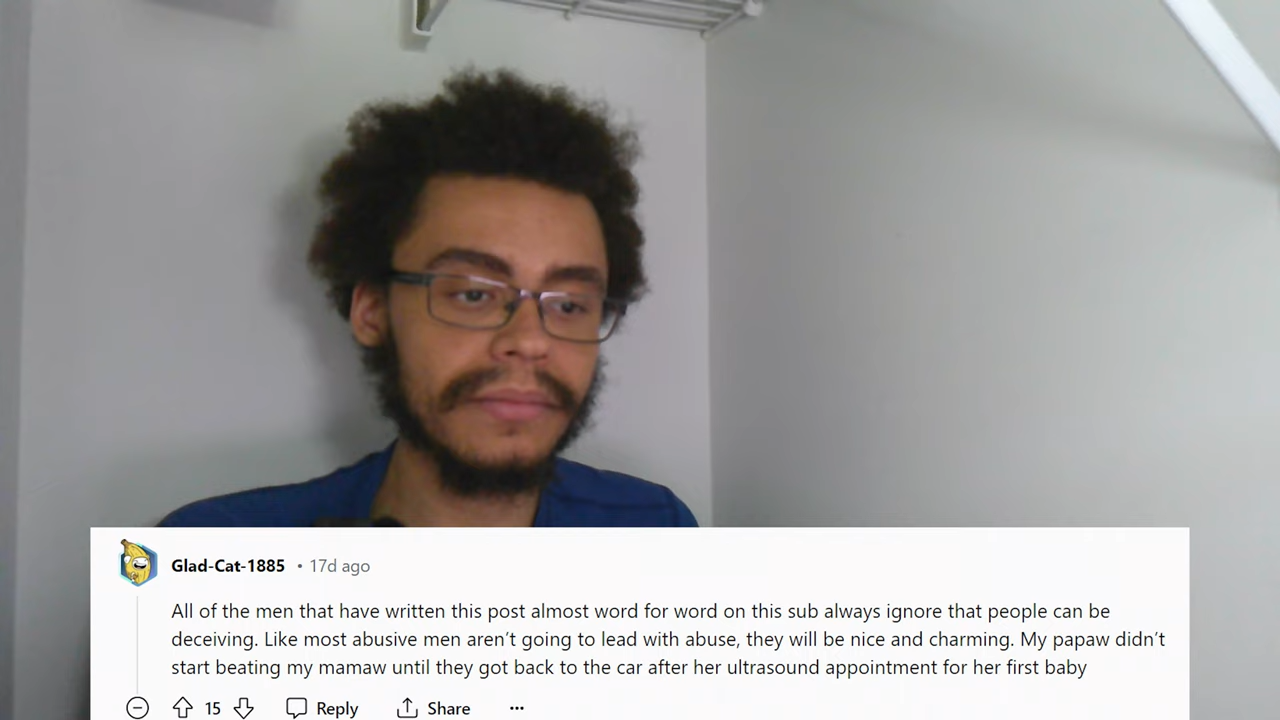 Glad-Cat-1885 • 17d ago
All of the men that have written this post almost word for word on this sub always ignore that people can be
deceiving. Like most abusive men aren’t going to lead with abuse, they will be nice and charming. My papaw didn’t
start beating my mamaw until they got back to the car after her ultrasound appointment for her first baby
15 Reply Share